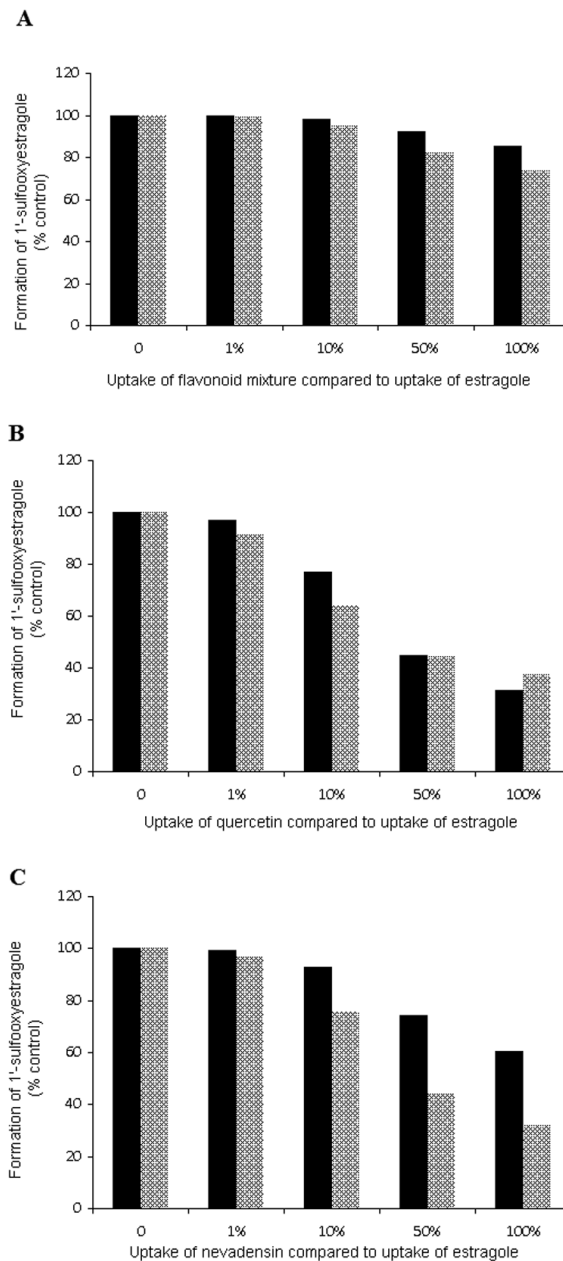 A
120
100
80
60
40
20
0
Formation of 1'-sulfooxyestragole
(% control)
0 1% 10% 50% 100%
Uptake of flavonoid mixture compared to uptake of estragole
B
120
100
80
60
40
20
0
Formation of 1'-sulfooxyestragole
(% control)
0 1% 10% 50% 100%
Uptake of quercetin compared to uptake of estragole
C
120
100
80
60
40
20
0
Formation of 1'-sulfooxyestragole
(% control)
0 1% 10% 50% 100%
Uptake of nevadensin compared to uptake of estragole